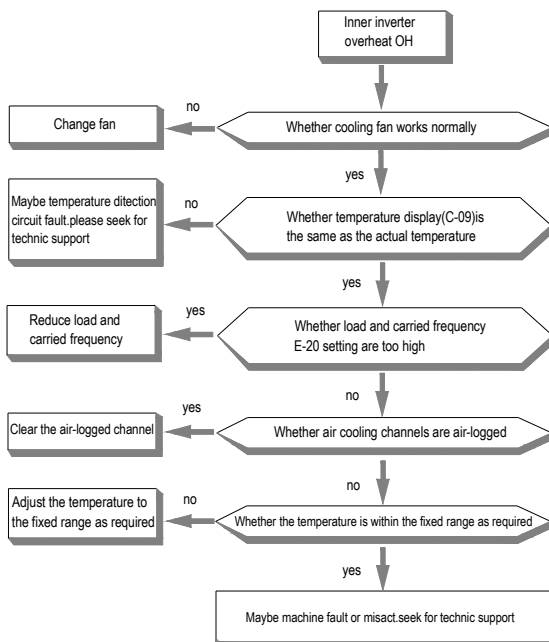 Inner inverter
overheat OH
no
Change fan
Whether cooling fan works normally
yes
Maybe temperature ditection
circuit fault.please seek for
technic support
no
Whether temperature display(C-09)is
the same as the actual temperature
yes
Reduce load and
carried frequency
yes
Whether load and carried frequency
E-20 setting are too high
no
Clear the air-logged channel
yes
Whether air cooling channels are air-logged
no
Adjust the temperature to
the fixed range as required
no
Whether the temperature is within the fixed range as required
yes
Maybe machine fault or misact.seek for technic support